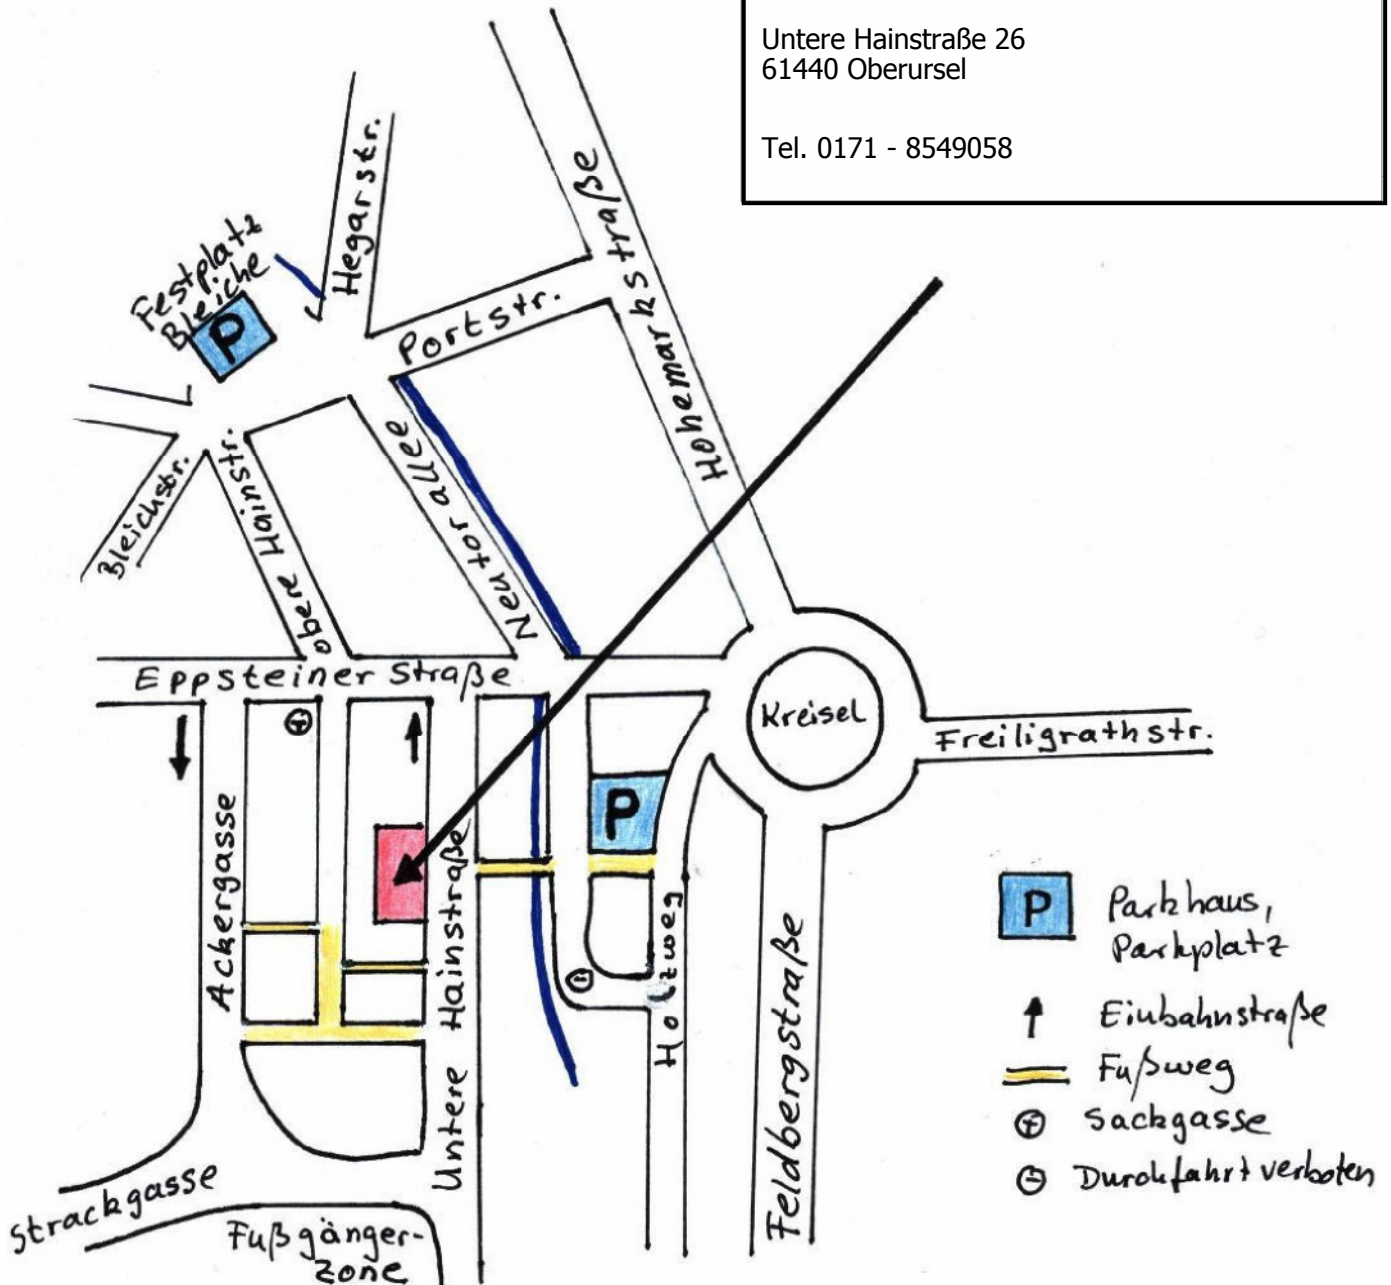 Untere Hainstraße 26
61440 Oberursel
Tel. 0171 - 8549058
Hegarstr.
Festplatz
Bleiche
P
Portstr.
Hohemarkstraße
Neutorallee
Bleichstr.
obere Hainstr.
Eppsteiner Straße
Kreisel
Freiligrathstr.
P
Ackergasse
Untere Hainstraße
Holzweg
Feldbergstraße
Strackgasse
Fußgänger-
zone
P Parkhaus,
Parkplatz
Einbahnstraße
Fußweg
Sackgasse
Durchfahrt verboten